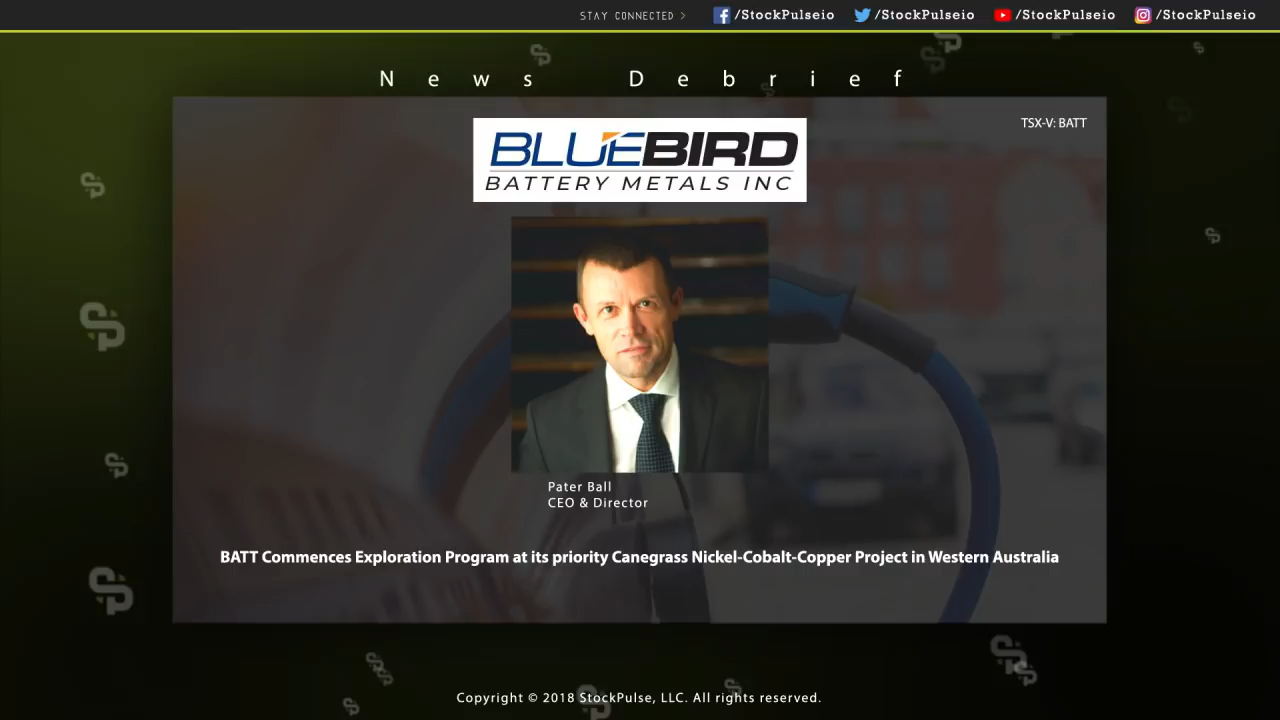 STAY CONNECTED >
/StockPulseio
/StockPulseio
/StockPulseio
/StockPulseio
News Debrief
TSX-V: BATT
BLUEBIRD
BATTERY METALS INC
Pater Ball
CEO & Director
BATT Commences Exploration Program at its priority Canegrass Nickel-Cobalt-Copper Project in Western Australia
Copyright © 2018 StockPulse, LLC. All rights reserved.